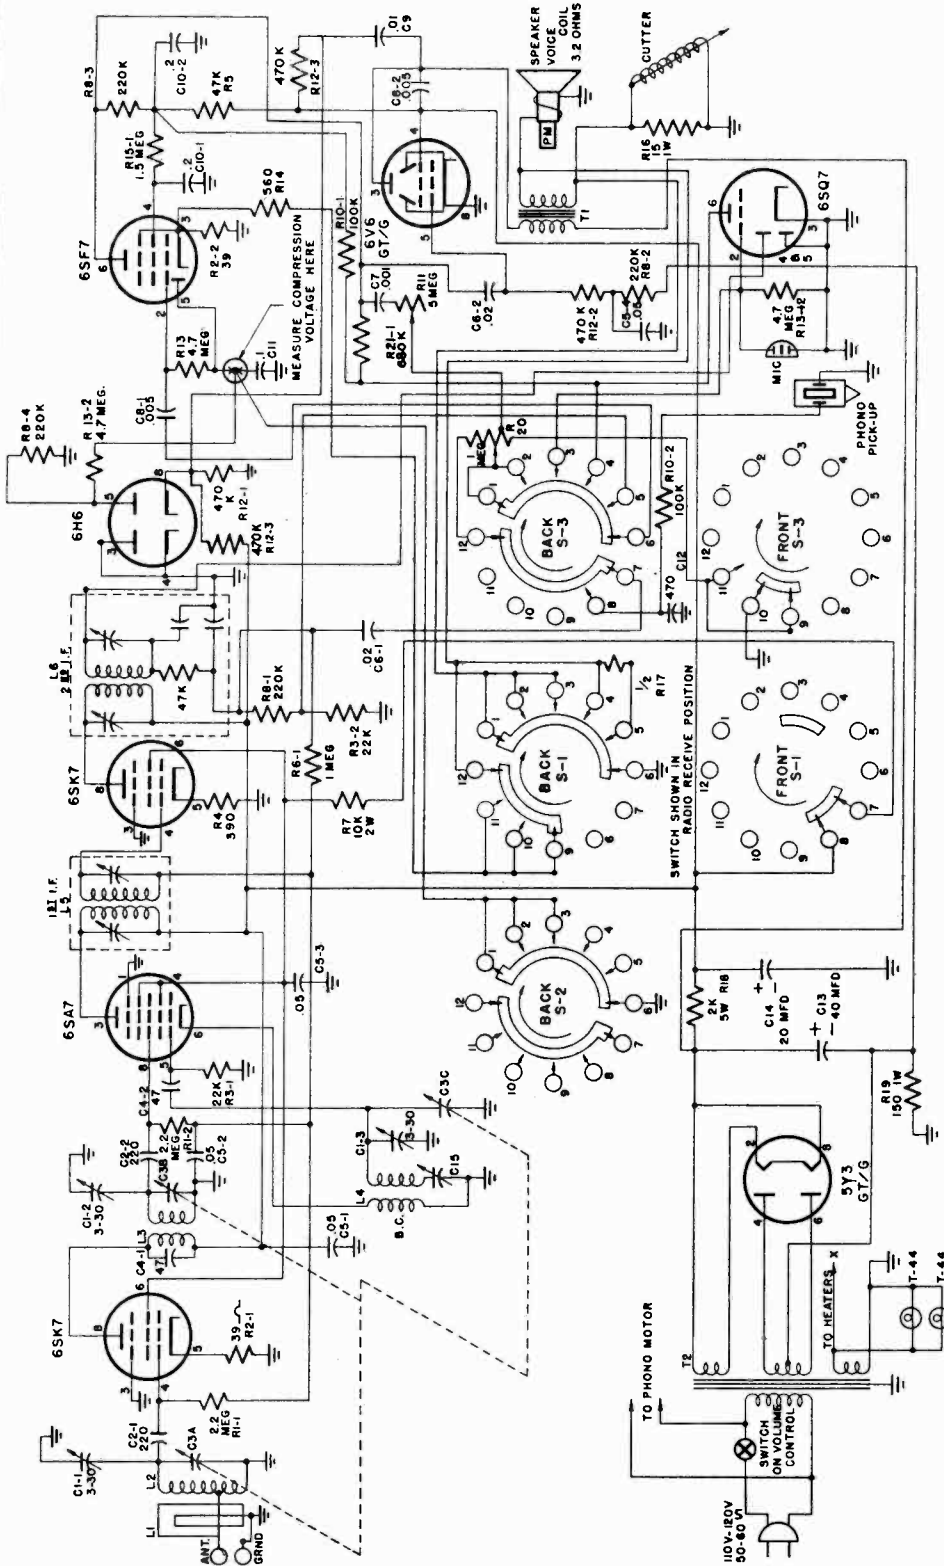 6SK7
6SA7
1ST I.F.
L5
6SK7
L6
2ND I.F.
6H6
6SF7
R8-4
220K
R13-2
4.7 MEG.
R8-3
220K
.2
C10-2
47K
R5
R15-1
1.5 MEG
.2
C10-1
560
R14
R2-2
39
R13
4.7
MEG
C8-1
.005
.1
C11
MEASURE COMPRESSION
VOLTAGE HERE
470
K
R12-1
470K
R12-3
470K
R12-3
.01
C9
C8-2
.005
6V6
GT/G
R10-1
100K
C7
.001
R11
.5 MEG
R21-1
680K
C6-2
.02
470K
R12-2
C5-4
.05
220K
R8-2
SPEAKER
VOICE
COIL
3.2 OHMS
PM
T1
CUTTER
R16
15
1W
6SQ7
4.7
MEG
R13-12
MIC
PHONO
PICK-UP
C1-1
3-30
C2-1
220
C3A
L2
L1
ANT.
GRND
2.2
MEG
R1-1
39
R2-1
C4-1
47
L3
C1-2
3-30
C2-2
220
C3B
2.2
MEG
R1-2
.05
C5-2
C4-2
47
22K
R3-1
.05
C5-1
.05
C5-3
C1-3
3-30
C3C
C15
L4
B.C.
R4
390
47K
R8-1
220K
R3-2
22K
R6-1
1 MEG
R7
10K
2W
.02
C6-1
BACK
S-2
BACK
S-1
BACK
S-3
1/2
R17
R
20
1
MEG
R10-2
100K
C12
470
SWITCH SHOWN IN
RADIO RECEIVE POSITION
FRONT
S-1
FRONT
S-3
2K
5W
R18
C14
20 MFD
C13
40 MFD
R19
150 1W
5Y3
GT/G
T2
TO PHONO MOTOR
SWITCH
ON VOLUME
CONTROL
110V-120V
50-60
TO HEATERS
X
T-44
T-44